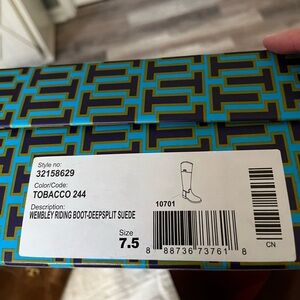 Style no:
32158629
Color/Code:
TOBACCO 244
Description:
WEMBLEY RIDING BOOT-DEEPSPLIT SUEDE
10701
Size
7.5
8 88736 73761 8
CN